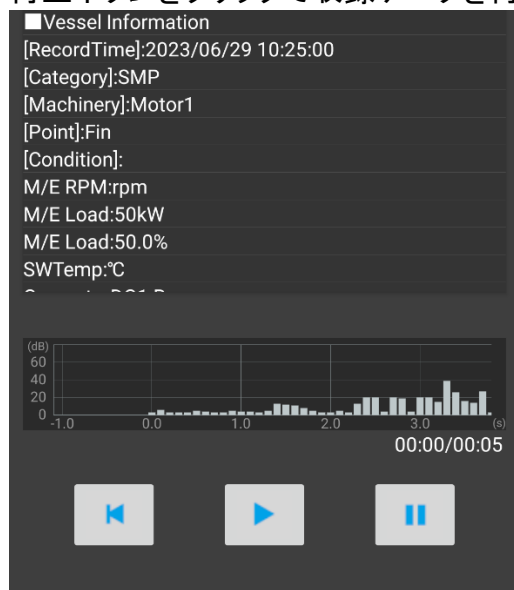 ■Vessel Information
[RecordTime]:2023/06/29 10:25:00
[Category]:SMP
[Machinery]:Motor1
[Point]:Fin
[Condition]:
M/E RPM:rpm
M/E Load:50kW
M/E Load:50.0%
SWTemp:℃
(dB)
60
40
20
0
-1.0 0.0 1.0 2.0 3.0 (s)
00:00/00:05